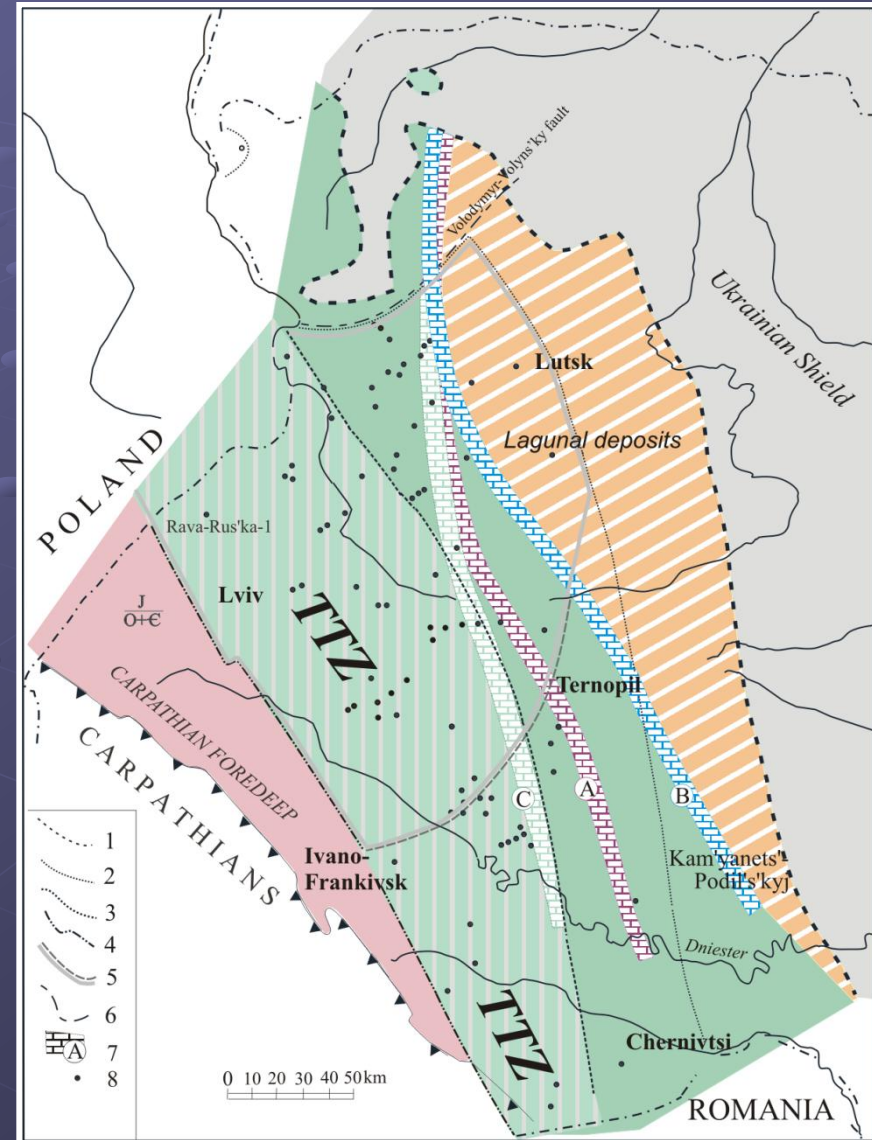 Volodymyr-Volyns'ky fault
Ukrainian Shield
Lutsk
Lagunal deposits
POLAND
Rava-Rus'ka-1
Lviv
TTZ
J
O+Є
CARPATHIAN FOREDEEP
CARPATHIANS
Ternopil
C
A
B
Kam'yanets'-
Podil's'kyj
Ivano-
Frankivsk
Dniester
TTZ
Chernivtsi
ROMANIA
1
2
3
4
5
6
A
7
8
0 10 20 30 40 50 km